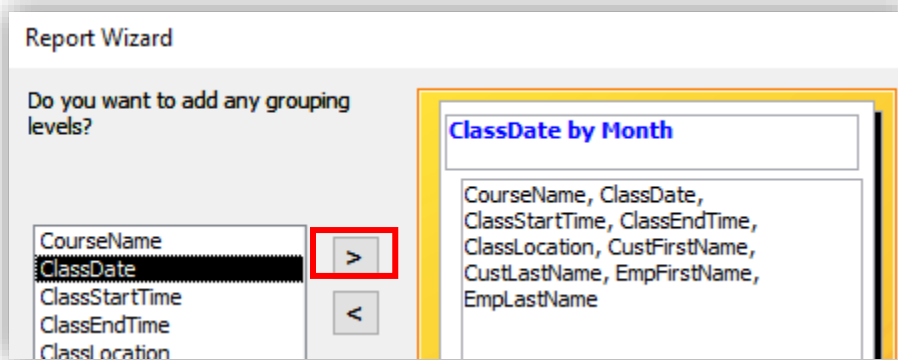 Report Wizard
Do you want to add any grouping
levels?
CourseName
ClassDate
ClassStartTime
ClassEndTime
ClassLocation
>
<
ClassDate by Month
CourseName, ClassDate,
ClassStartTime, ClassEndTime,
ClassLocation, CustFirstName,
CustLastName, EmpFirstName,
EmpLastName